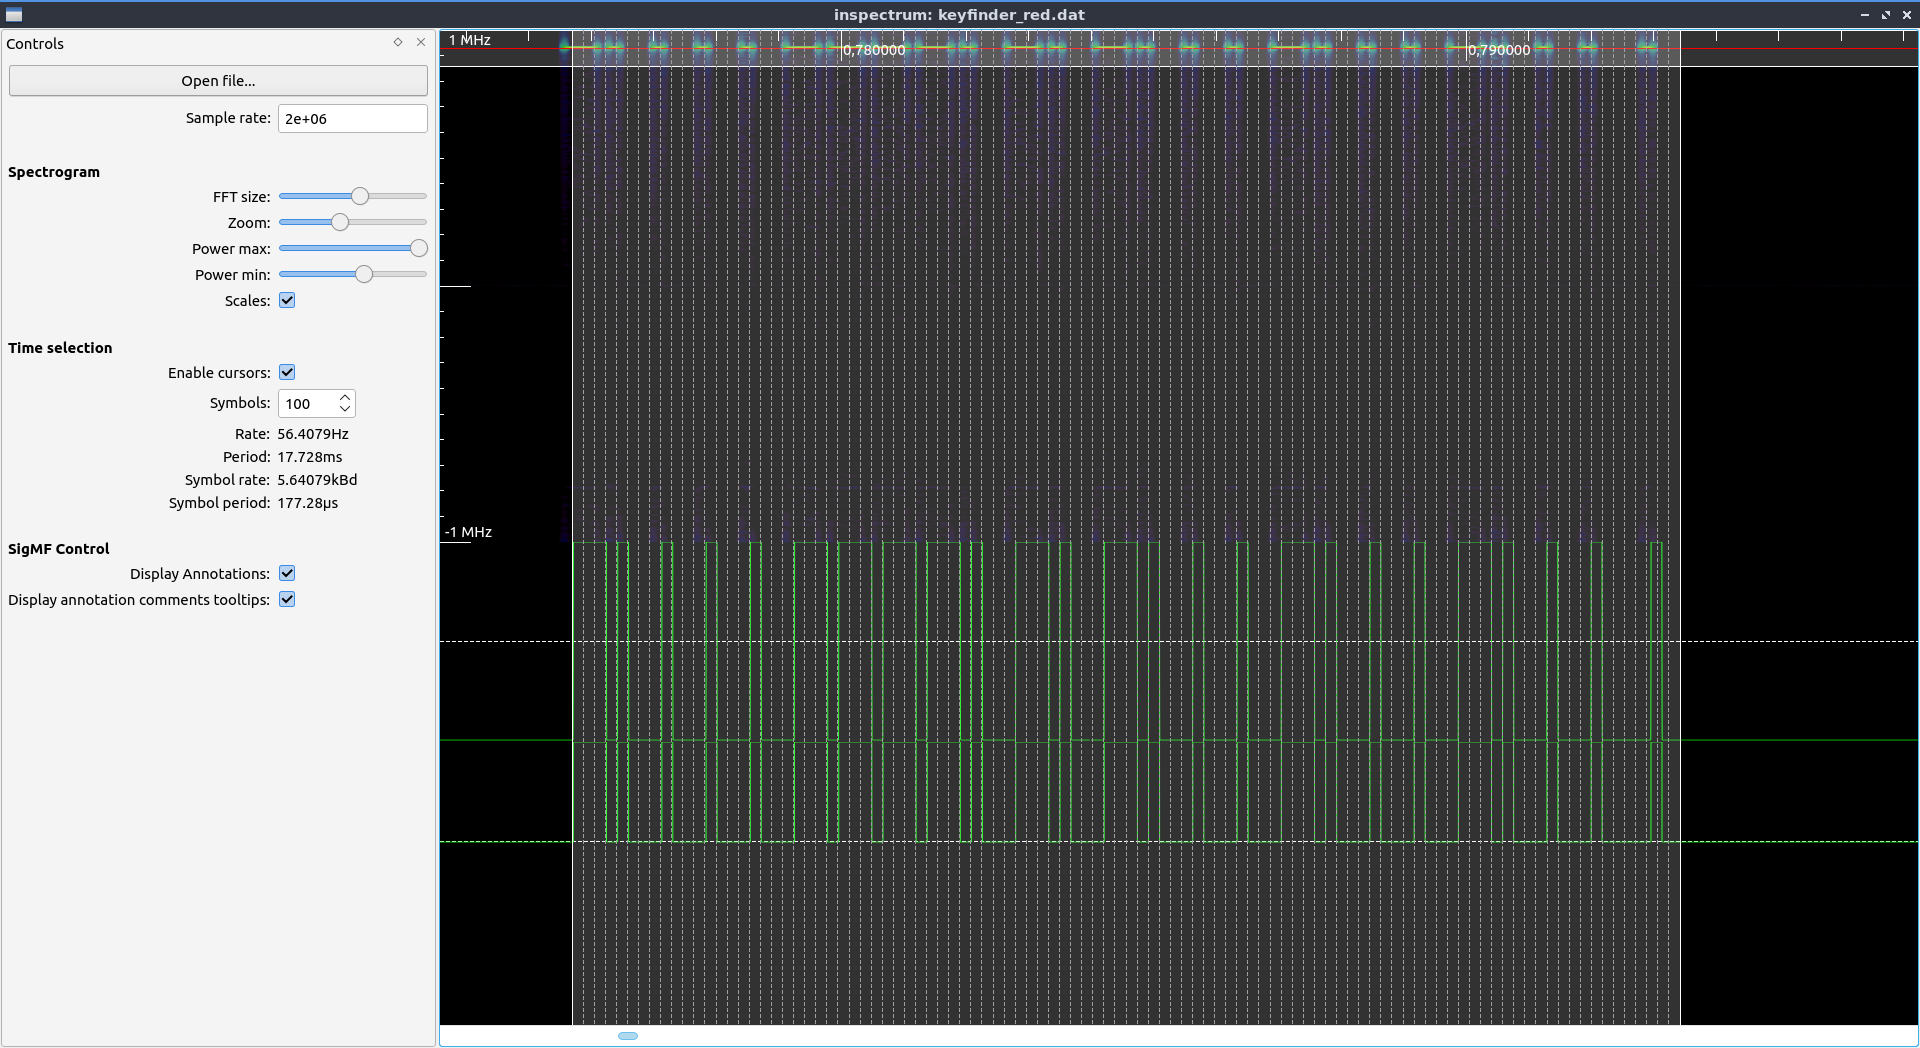 inspectrum: keyfinder_red.dat
Controls
Open file...
Sample rate: 2e+06
Spectrogram
FFT size:
Zoom:
Power max:
Power min:
Scales:
Time selection
Enable cursors:
Symbols: 100
Rate: 56.4079Hz
Period: 17.728ms
Symbol rate: 5.64079kBd
Symbol period: 177.28µs
SigMF Control
Display Annotations:
Display annotation comments tooltips:
1 MHz
0,780000
0,790000
-1 MHz